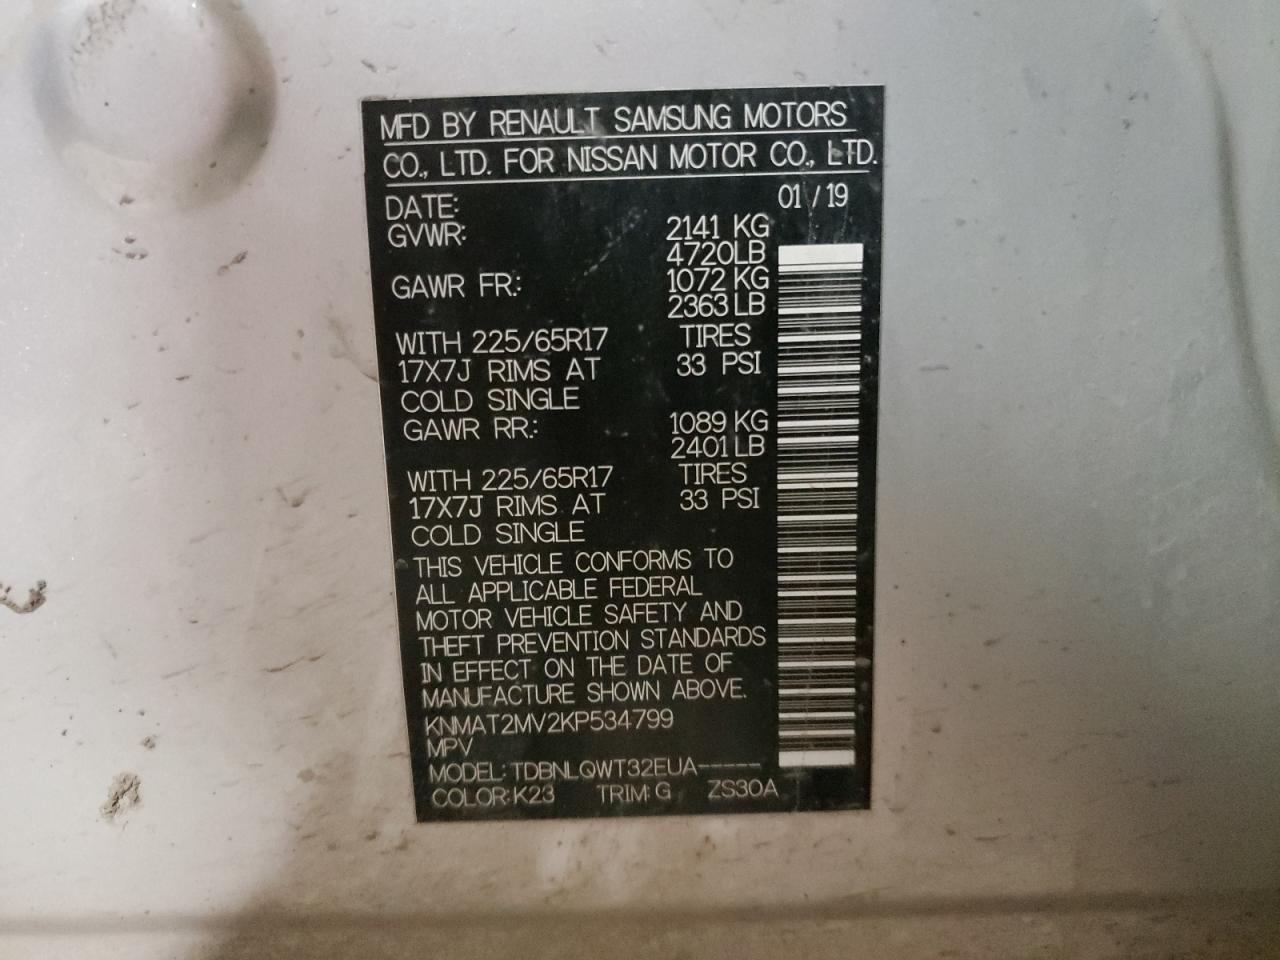 MFD BY RENAULT SAMSUNG MOTORS
CO., LTD. FOR NISSAN MOTOR CO., LTD.
DATE: 01 / 19
GVWR: 2141 KG
4720LB
GAWR FR.: 1072 KG
2363 LB
WITH 225/65R17 TIRES
17X7J RIMS AT 33 PSI
COLD SINGLE
GAWR RR.: 1089 KG
2401 LB
WITH 225/65R17 TIRES
17X7J RIMS AT 33 PSI
COLD SINGLE
THIS VEHICLE CONFORMS TO
ALL APPLICABLE FEDERAL
MOTOR VEHICLE SAFETY AND
THEFT PREVENTION STANDARDS
IN EFFECT ON THE DATE OF
MANUFACTURE SHOWN ABOVE.
KNMAT2MV2KP534799
MPV
MODEL: TDBNLQWT32EUA-----
COLOR: K23 TRIM: G ZS30A